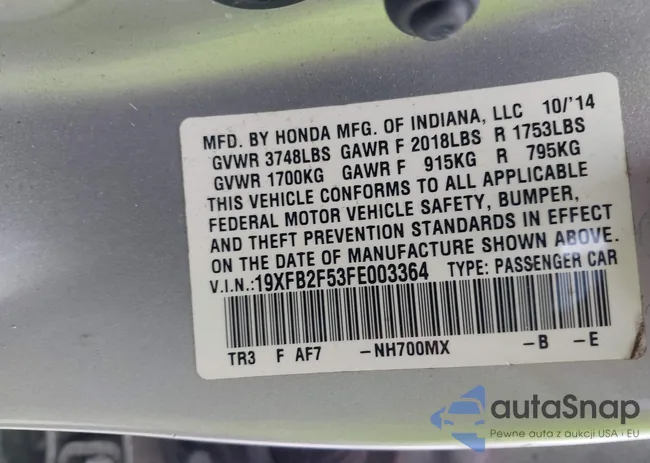 MFD. BY HONDA MFG. OF INDIANA, LLC 10/'14
GVWR 3748LBS GAWR F 2018LBS R 1753LBS
GVWR 1700KG GAWR F 915KG R 795KG
THIS VEHICLE CONFORMS TO ALL APPLICABLE
FEDERAL MOTOR VEHICLE SAFETY, BUMPER,
AND THEFT PREVENTION STANDARDS IN EFFECT
ON THE DATE OF MANUFACTURE SHOWN ABOVE.
V.I.N.:19XFB2F53FE003364 TYPE: PASSENGER CAR
TR3 F AF7 -NH700MX -B -E
autaSnap
Pewne auta z aukcji USA i EU